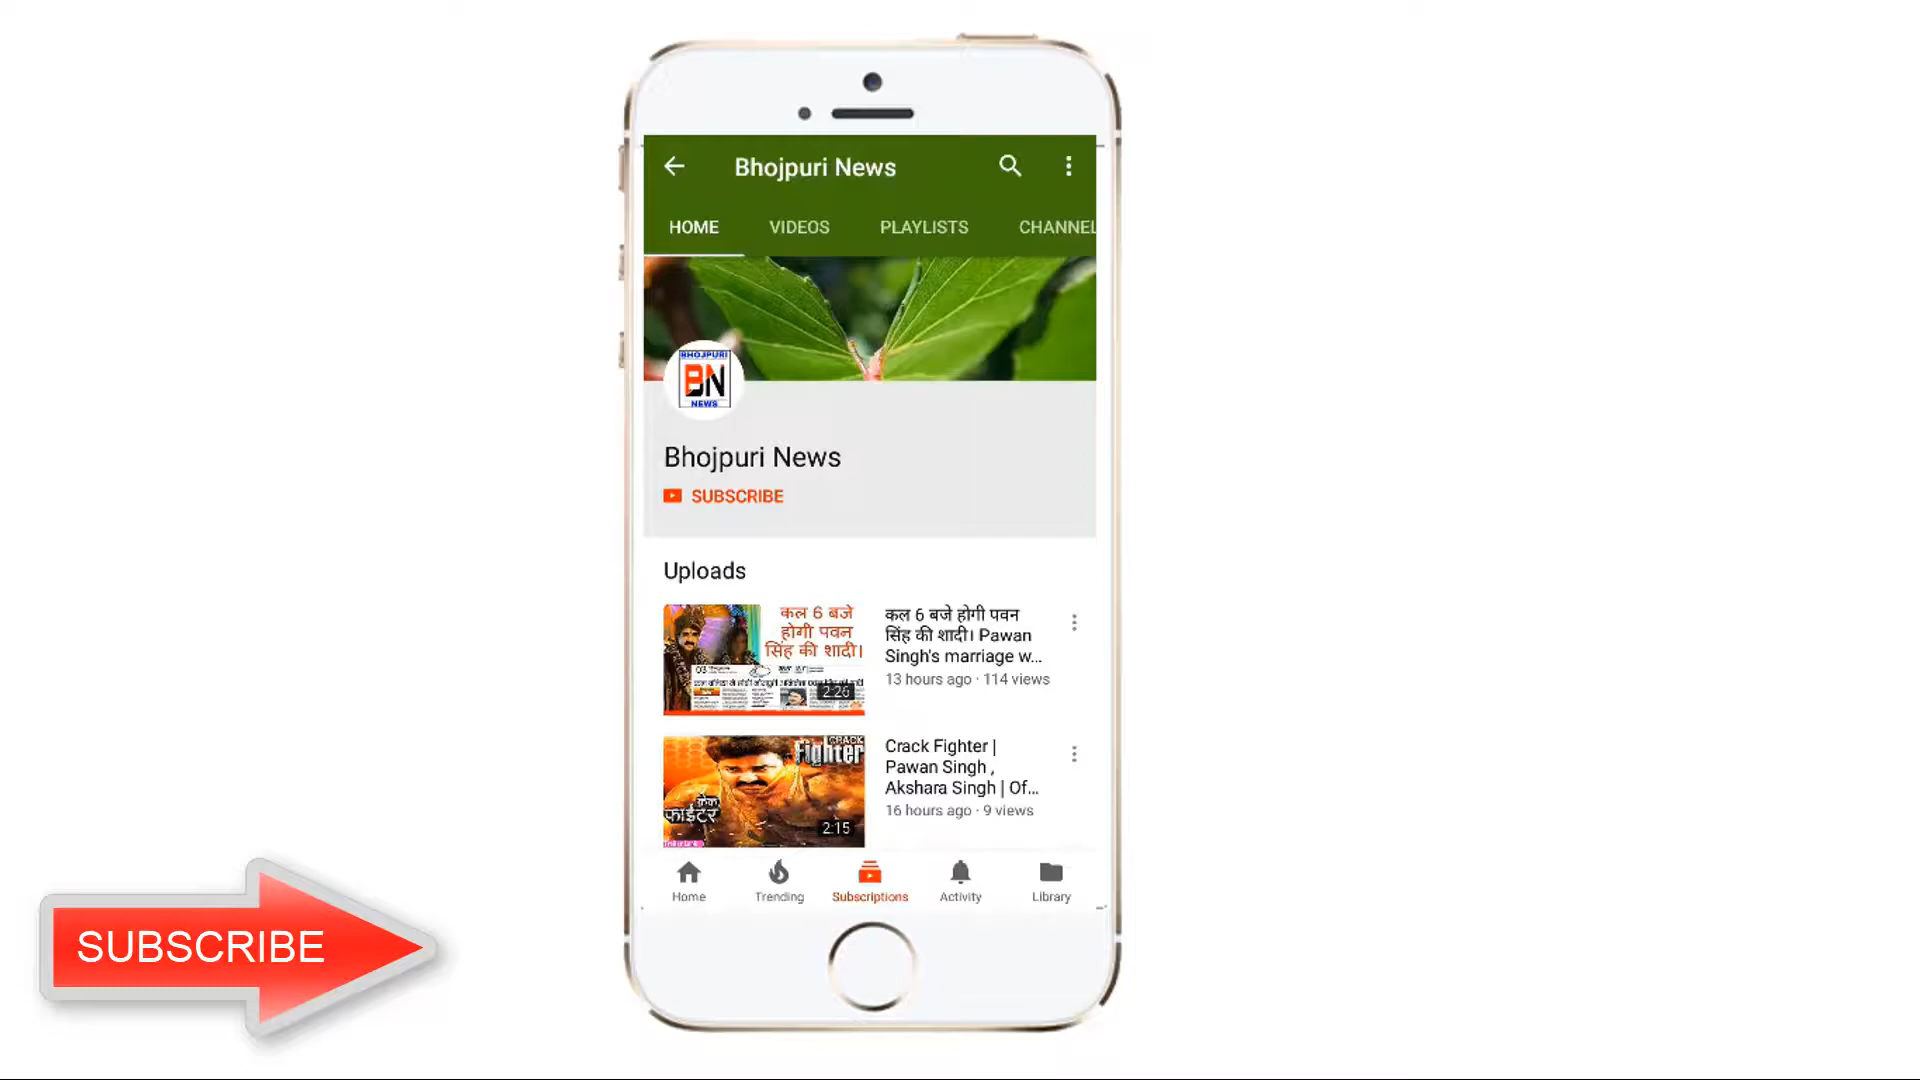 Bhojpuri News
HOME VIDEOS PLAYLISTS CHANNEL
BHOJPURI
BN
NEWS
Bhojpuri News
SUBSCRIBE
Uploads
कल 6 बजे
होगी पवन
सिंह की शादी।
03
2:26
कल 6 बजे होगी पवन
सिंह की शादी। Pawan
Singh's marriage w...
13 hours ago · 114 views
CRACK
Fighter
क्रेक
फाईटर
2:15
Crack Fighter |
Pawan Singh ,
Akshara Singh | Of...
16 hours ago · 9 views
Home Trending Subscriptions Activity Library
SUBSCRIBE